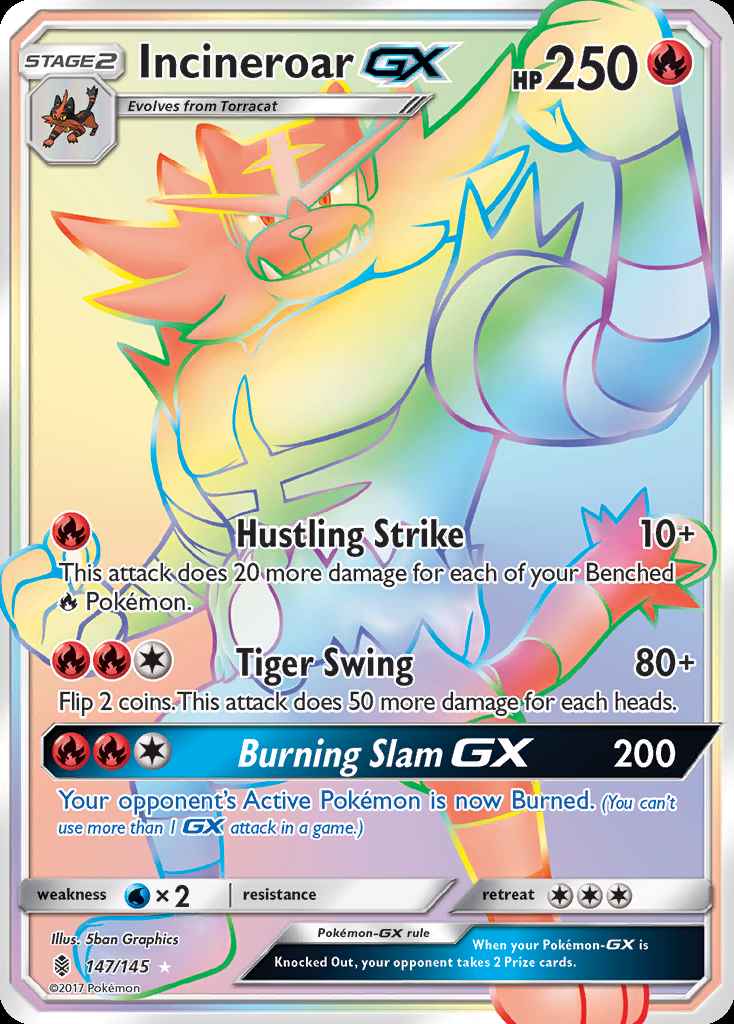 STAGE2 Incineroar GX HP250
Evolves from Torracat
Hustling Strike 10+
This attack does 20 more damage for each of your Benched
Pokémon.
Tiger Swing 80+
Flip 2 coins. This attack does 50 more damage for each heads.
Burning Slam GX 200
Your opponent's Active Pokémon is now Burned. (You can't
use more than 1 GX attack in a game.)
weakness ×2 resistance retreat
Illus. 5ban Graphics
147/145
©2017 Pokémon
Pokémon-GX rule
When your Pokémon-GX is
Knocked Out, your opponent takes 2 Prize cards.